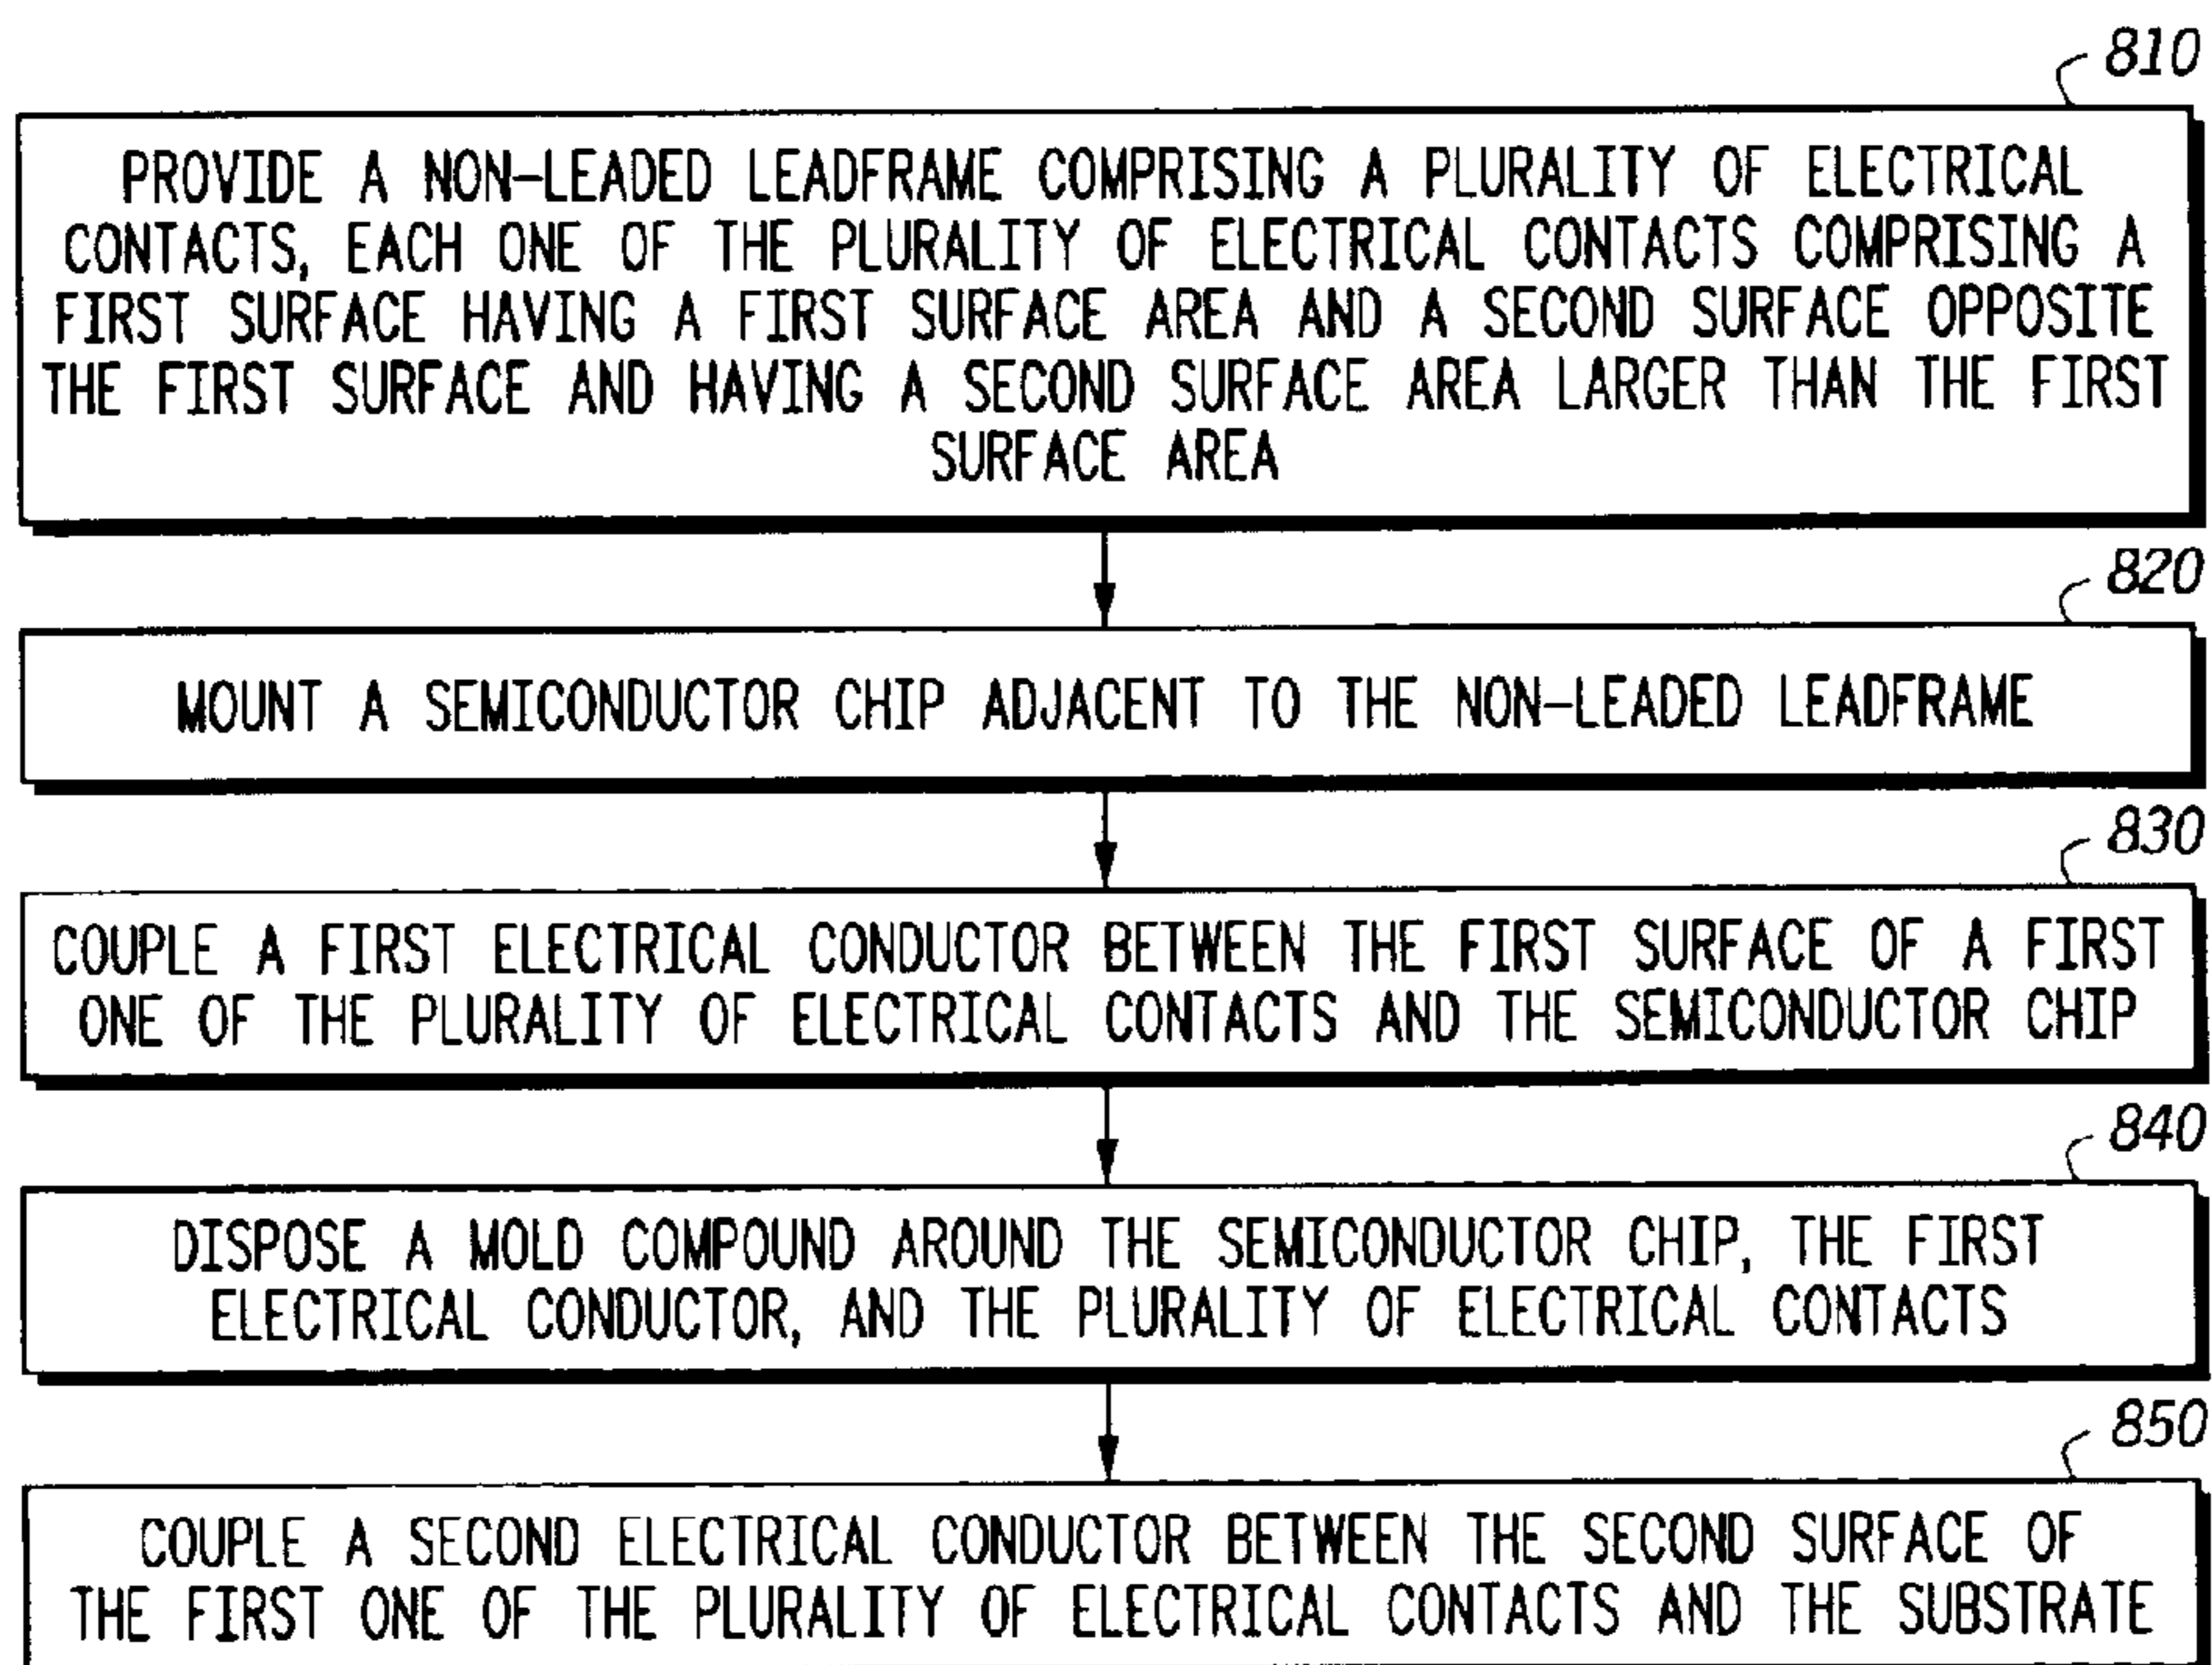 810
PROVIDE A NON-LEADED LEADFRAME COMPRISING A PLURALITY OF ELECTRICAL
CONTACTS, EACH ONE OF THE PLURALITY OF ELECTRICAL CONTACTS COMPRISING A
FIRST SURFACE HAVING A FIRST SURFACE AREA AND A SECOND SURFACE OPPOSITE
THE FIRST SURFACE AND HAVING A SECOND SURFACE AREA LARGER THAN THE FIRST
SURFACE AREA
820
MOUNT A SEMICONDUCTOR CHIP ADJACENT TO THE NON-LEADED LEADFRAME
830
COUPLE A FIRST ELECTRICAL CONDUCTOR BETWEEN THE FIRST SURFACE OF A FIRST
ONE OF THE PLURALITY OF ELECTRICAL CONTACTS AND THE SEMICONDUCTOR CHIP
840
DISPOSE A MOLD COMPOUND AROUND THE SEMICONDUCTOR CHIP, THE FIRST
ELECTRICAL CONDUCTOR, AND THE PLURALITY OF ELECTRICAL CONTACTS
850
COUPLE A SECOND ELECTRICAL CONDUCTOR BETWEEN THE SECOND SURFACE OF
THE FIRST ONE OF THE PLURALITY OF ELECTRICAL CONTACTS AND THE SUBSTRATE